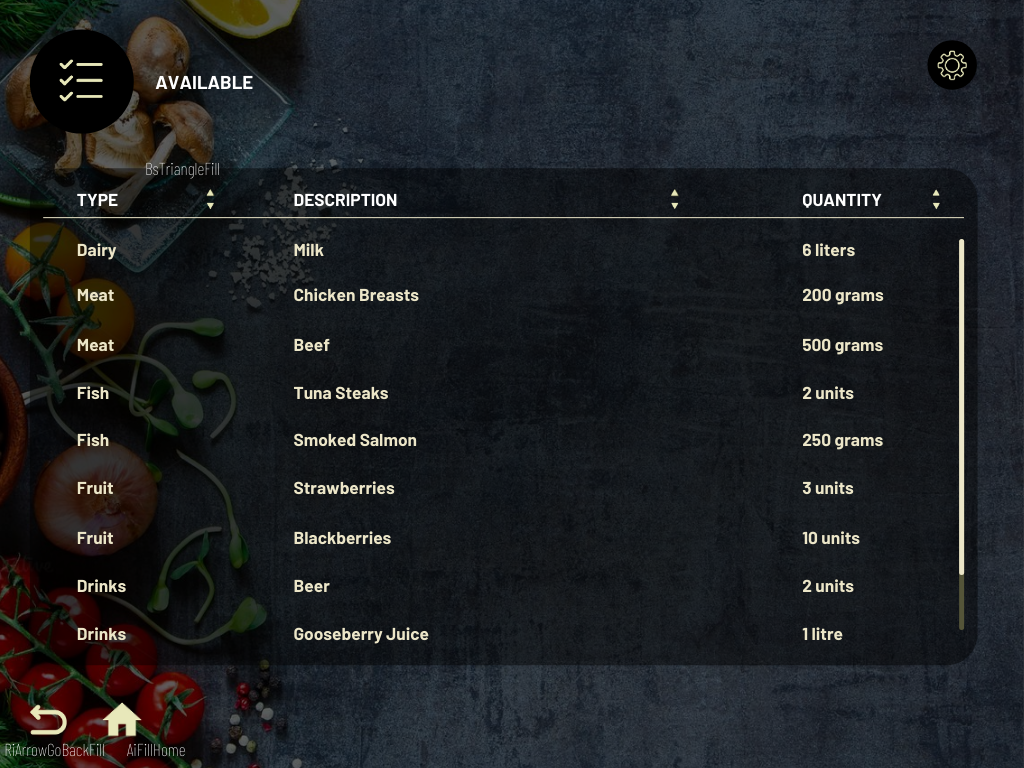 AVAILABLE
BsTriangleFill
TYPE DESCRIPTION QUANTITY
Dairy Milk 6 liters
Meat Chicken Breasts 200 grams
Meat Beef 500 grams
Fish Tuna Steaks 2 units
Fish Smoked Salmon 250 grams
Fruit Strawberries 3 units
Fruit Blackberries 10 units
Drinks Beer 2 units
Drinks Gooseberry Juice 1 litre
RiArrowGoBackFill AiFillHome